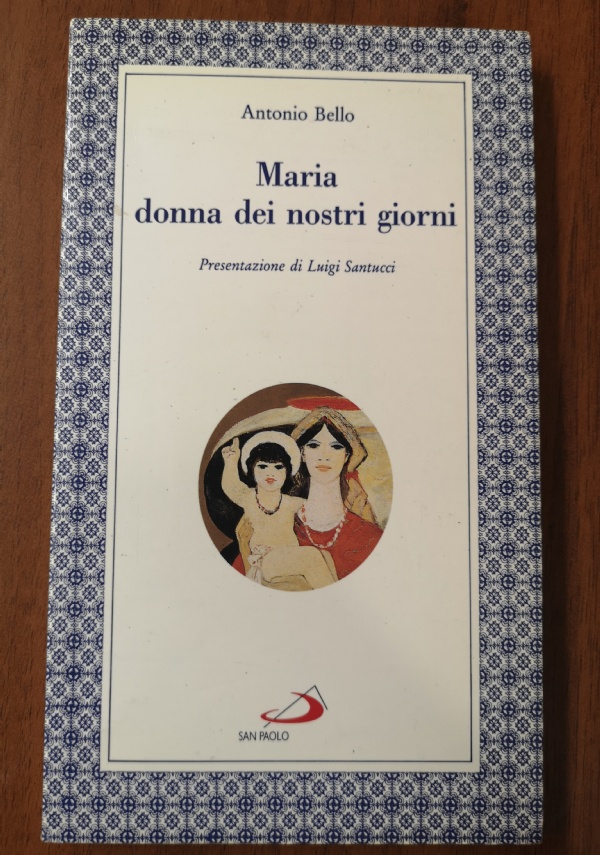 Antonio Bello
Maria
donna dei nostri giorni
Presentazione di Luigi Santucci
SAN PAOLO